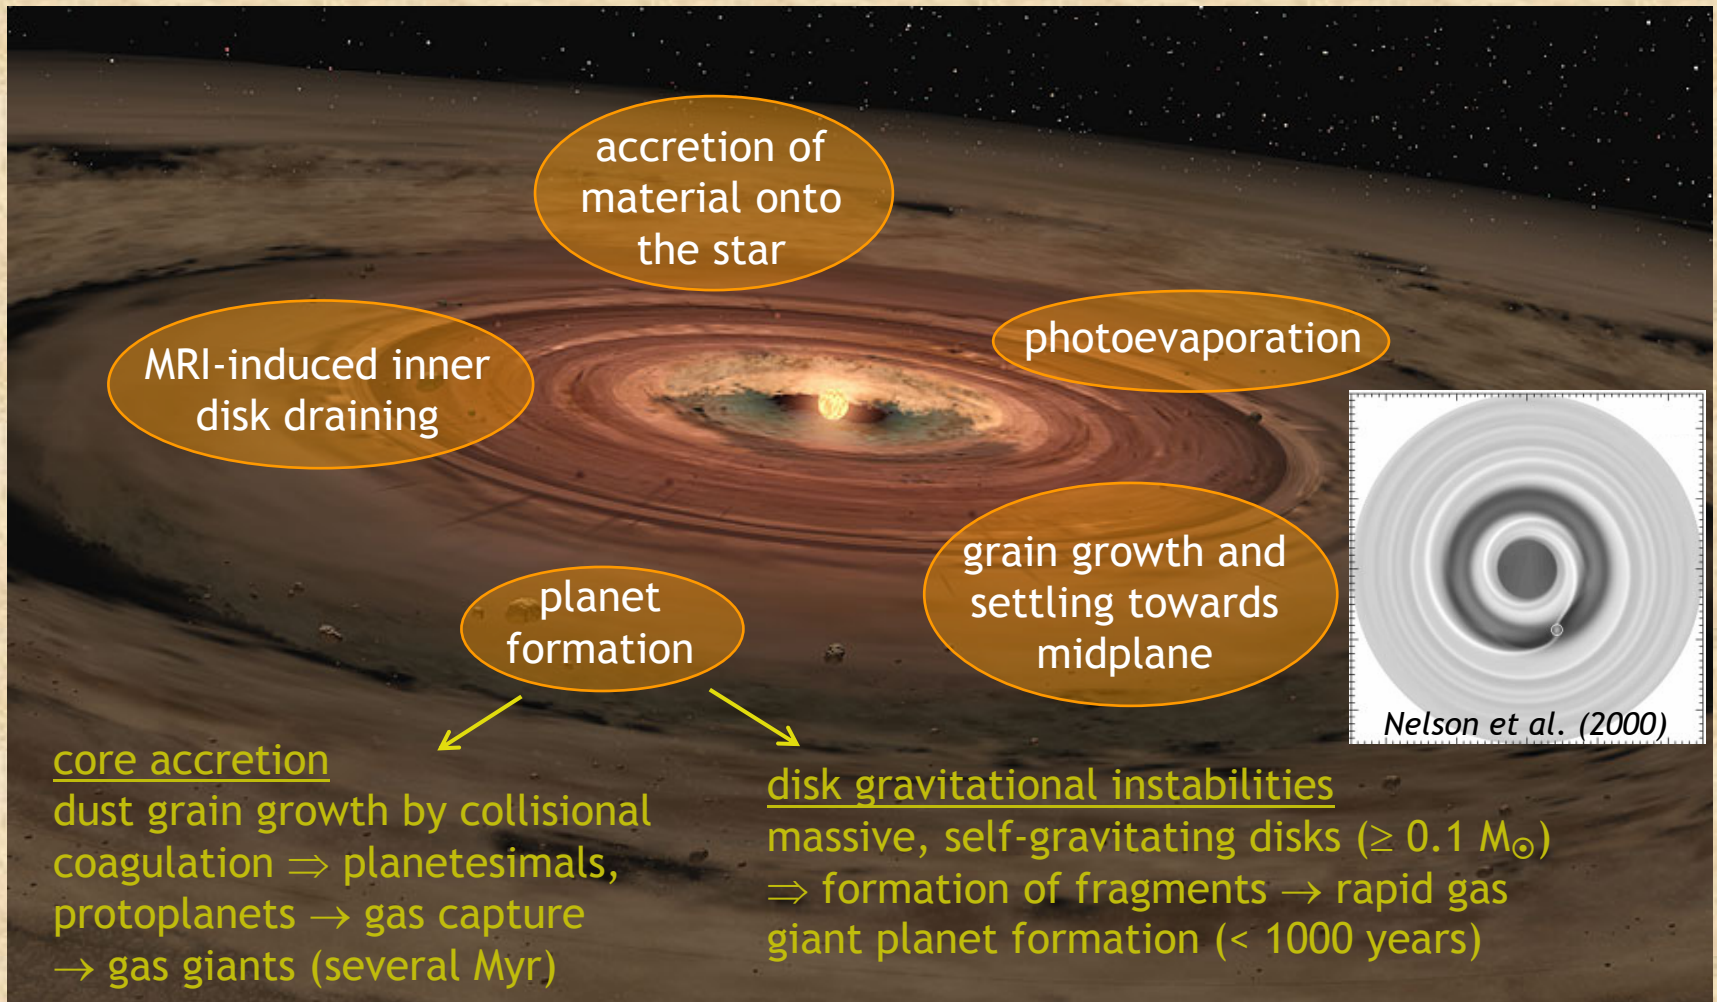 accretion of
material onto
the star
MRI-induced inner
disk draining
photoevaporation
grain growth and
settling towards
midplane
planet
formation
Nelson et al. (2000)
core accretion
dust grain growth by collisional
coagulation ⇒ planetesimals,
protoplanets → gas capture
→ gas giants (several Myr)
disk gravitational instabilities
massive, self-gravitating disks (≥ 0.1 M☉)
⇒ formation of fragments → rapid gas
giant planet formation (< 1000 years)